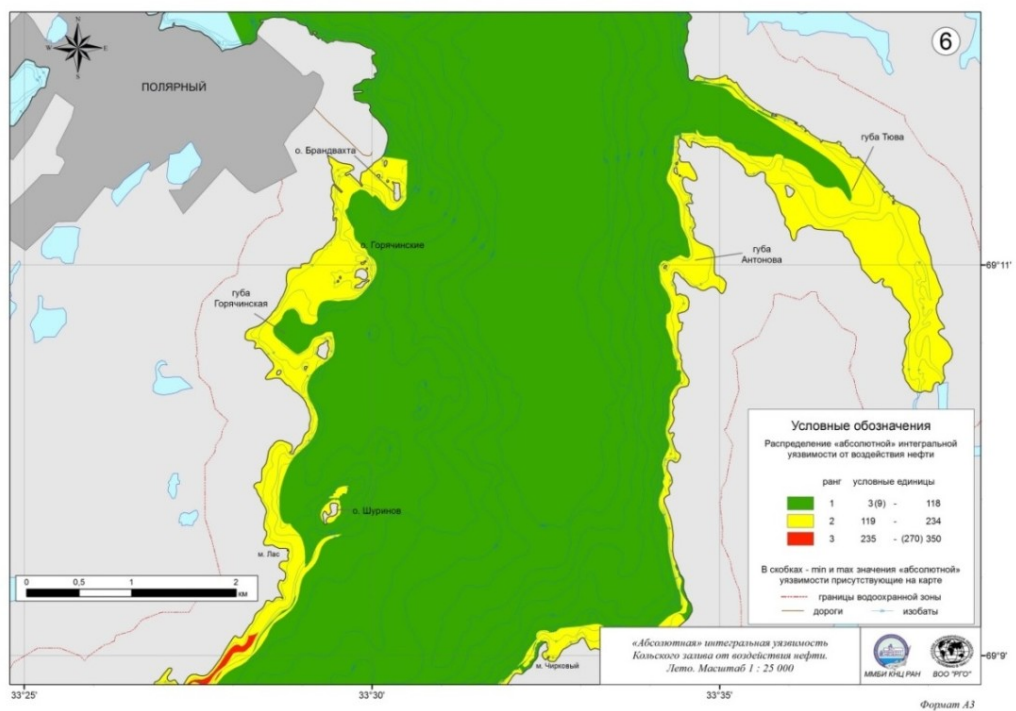 N
W
E
S
6
ПОЛЯРНЫЙ
о. Брандвахта
губа Тюва
о. Горячинские
губа
Антонова
69°11'
губа
Горячинская
о. Шуринов
м. Лас
0 0,5 1 2
км
Условные обозначения
Распределение «абсолютной» интегральной
уязвимости от воздействия нефти
ранг условные единицы
1 3(9) - 118
2 119 - 234
3 235 - (270) 350
В скобках - min и max значения «абсолютной»
уязвимости присутствующие на карте
границы водоохранной зоны
дороги изобаты
м. Чирковый
«Абсолютная» интегральная уязвимость
Кольского залива от воздействия нефти.
Лето. Масштаб 1 : 25 000
ММБИ КНЦ РАН ВОО "РГО"
69°9'
33°25' 33°30' 33°35'
Формат А3